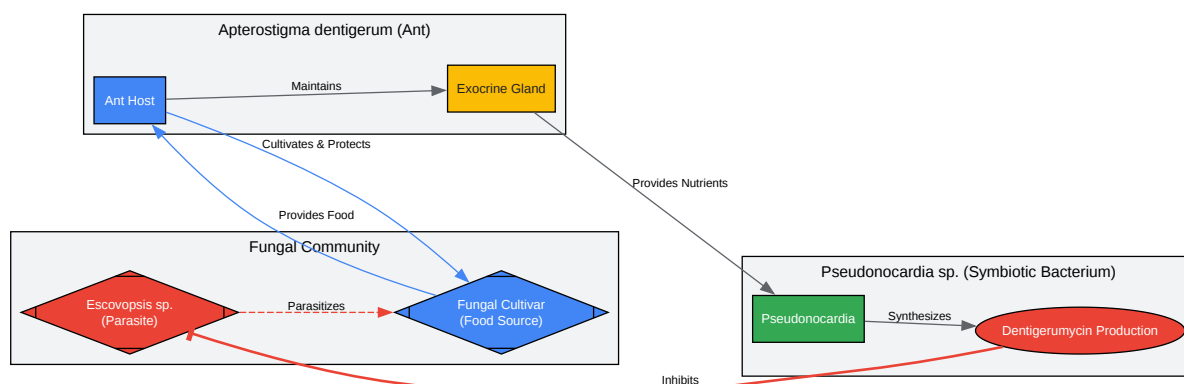 Apterostigma dentigerum (Ant)
Ant Host
Maintains
Exocrine Gland
Cultivates & Protects
Provides Nutrients
Provides Food
Fungal Community
Escovopsis sp.
(Parasite)
Parasitizes
Fungal Cultivar
(Food Source)
Pseudonocardia sp. (Symbiotic Bacterium)
Pseudonocardia
Synthesizes
Dentigerumycin Production
Inhibits